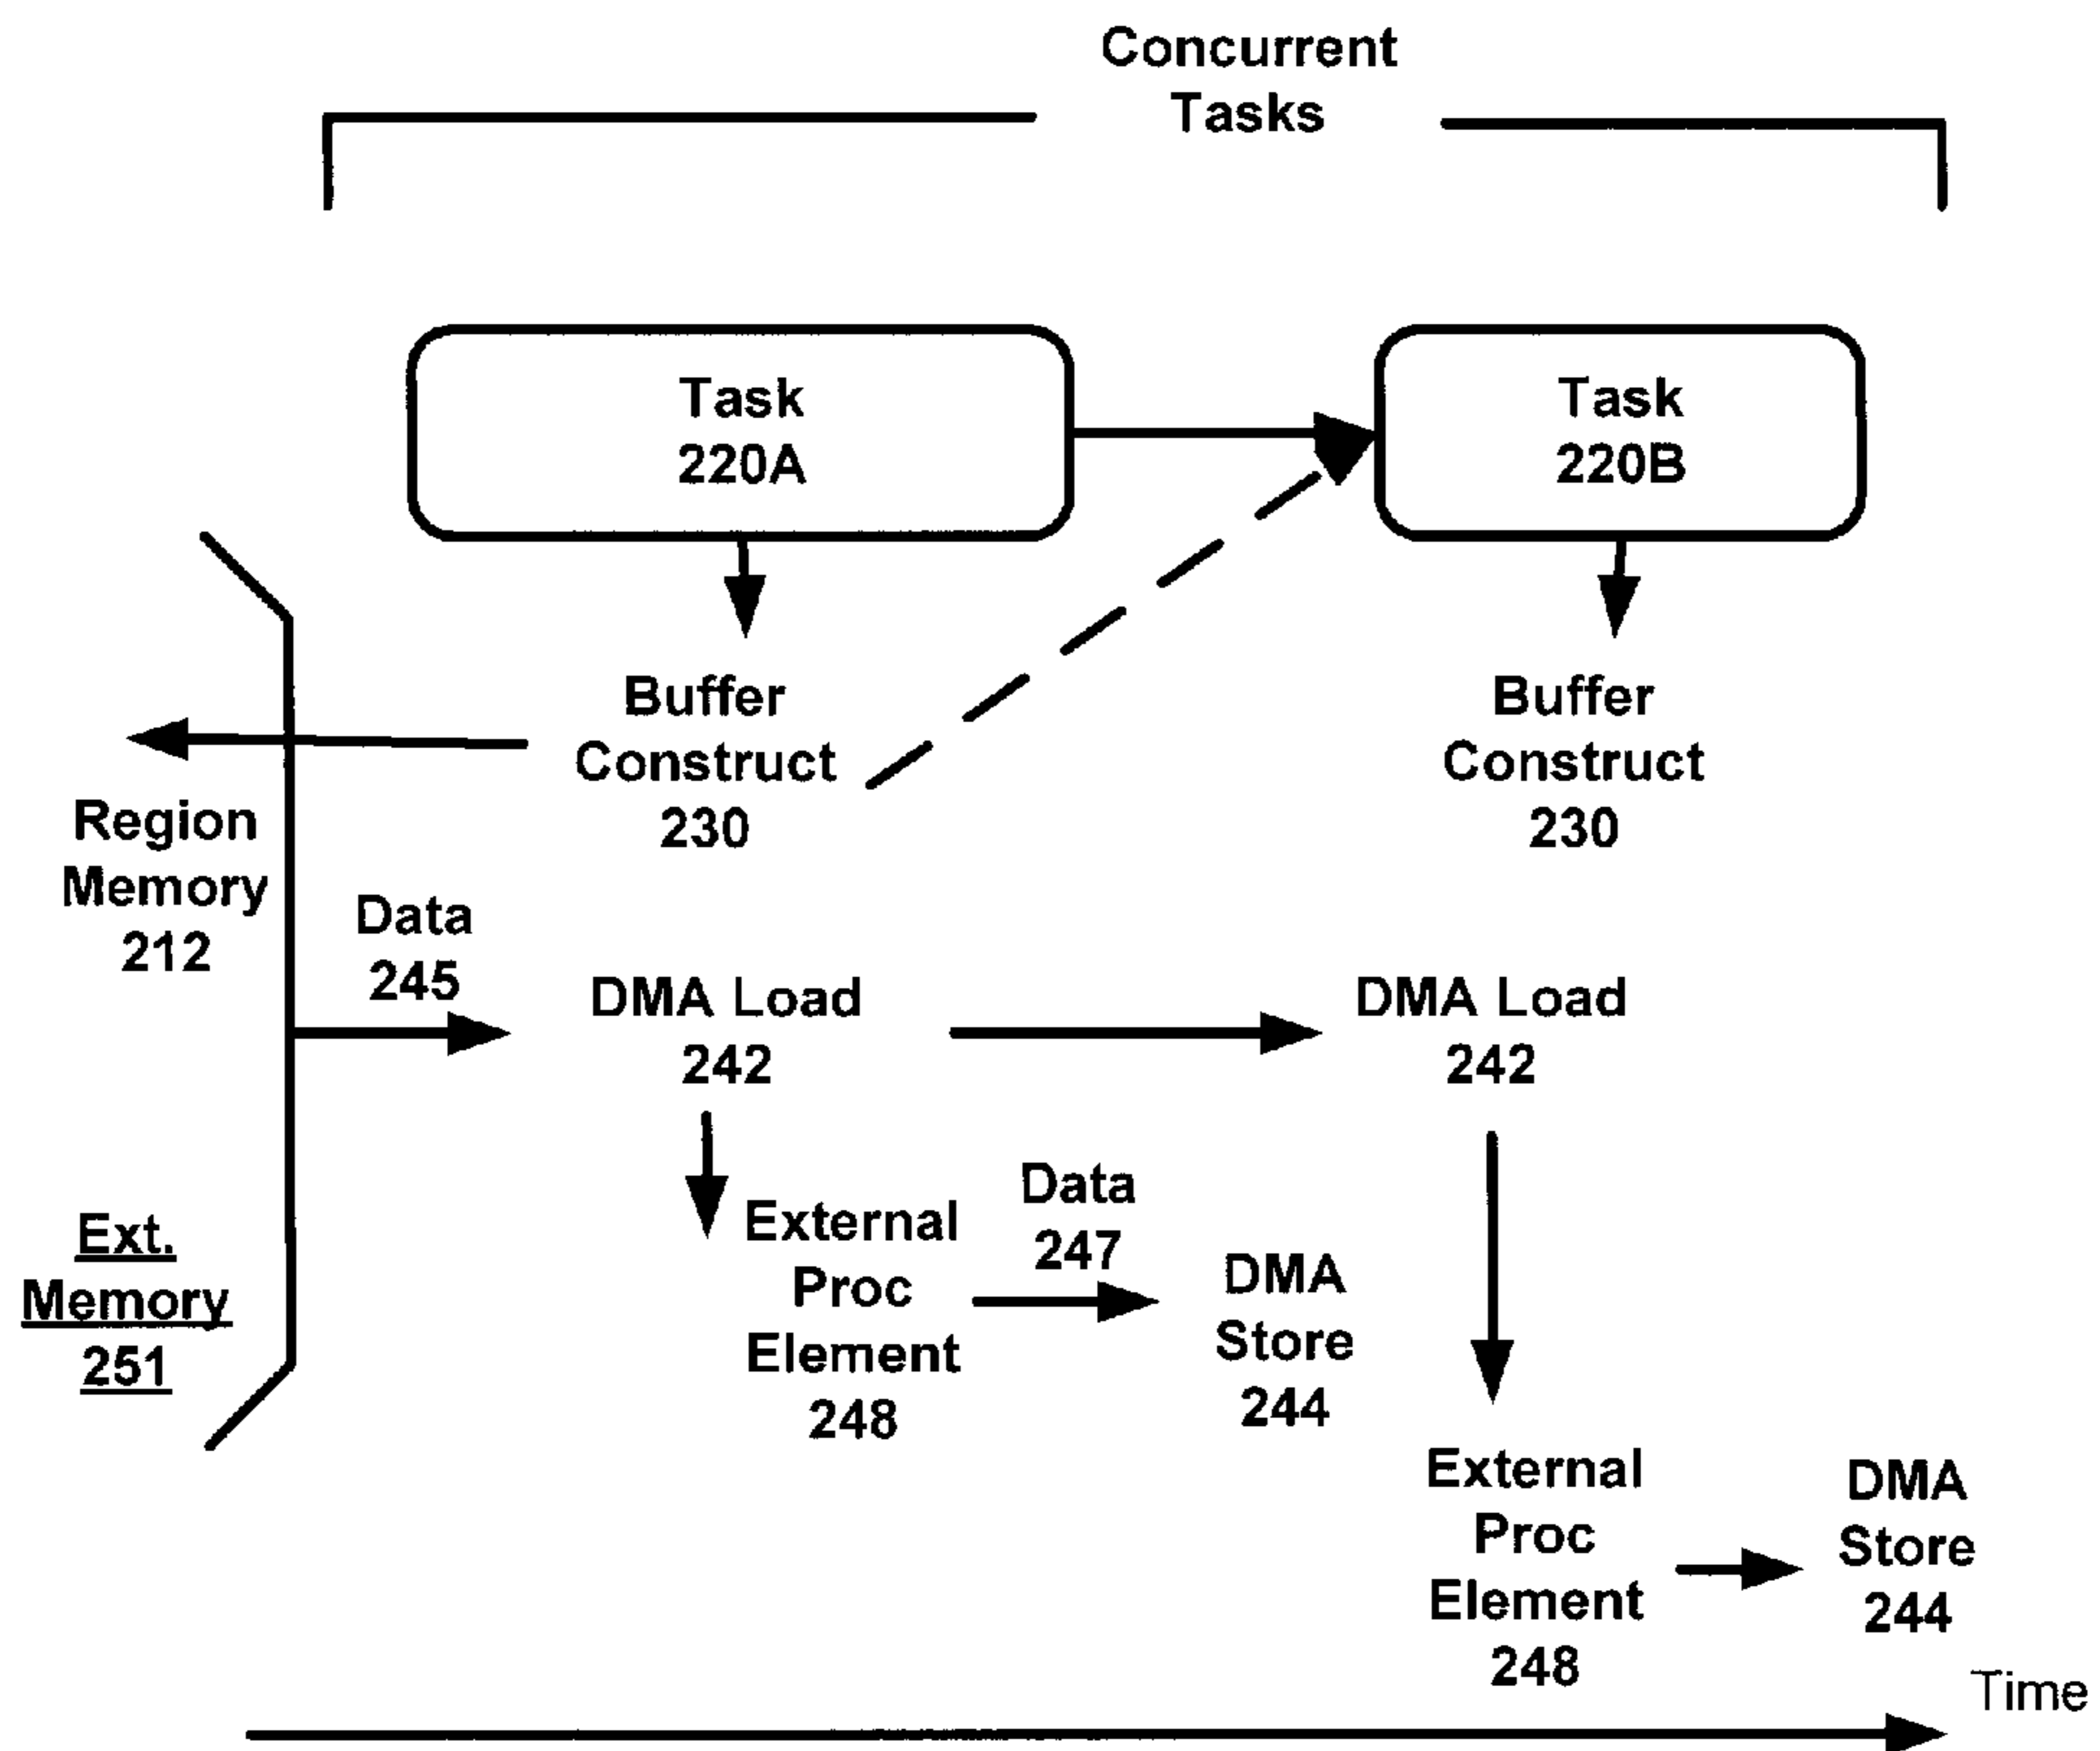 Concurrent
Tasks
Task
220A
Task
220B
Buffer
Construct
230
Buffer
Construct
230
Region
Memory
212
Data
245
DMA Load
242
DMA Load
242
External
Proc
Element
248
Data
247
DMA
Store
244
Ext.
Memory
251
External
Proc
Element
248
DMA
Store
244
Time